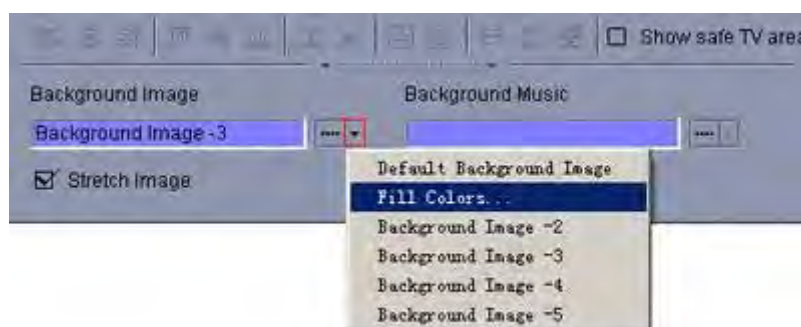 Show safe TV area
Background Image
Background Music
Background Image -3
Stretch Image
Default Background Image
Fill Colors...
Background Image -2
Background Image -3
Background Image -4
Background Image -5